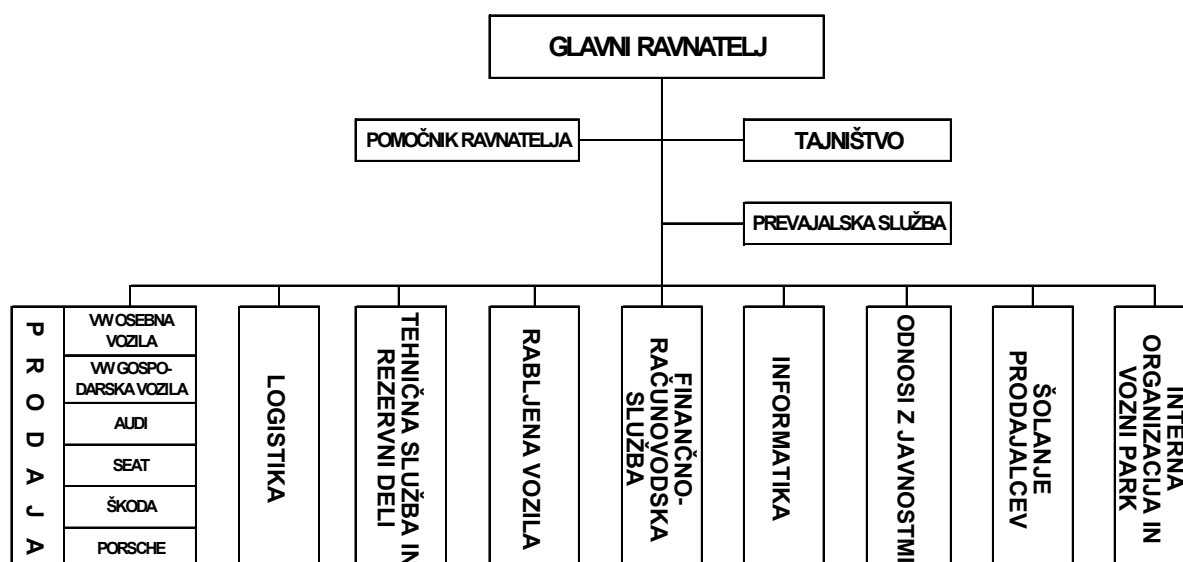 GLAVNI RAVNATELJ
POMOČNIK RAVNATELJA
TAJNIŠTVO
PREVAJALSKA SLUŽBA
PRODAJA
VW OSEBNA
VOZILA
VW GOSPO-
DARSKA VOZILA
AUDI
SEAT
ŠKODA
PORSCHE
LOGISTIKA
TEHNIČNA SLUŽBA IN
REZERVNI DELI
RABLJENA VOZILA
FINANČNO-
RAČUNOVODSKA
SLUŽBA
INFORMATIKA
ODNOSI Z JAVNOSTMI
ŠOLANJE
PRODAJALCEV
INTERNA
ORGANIZACIJA IN
VOZNI PARK